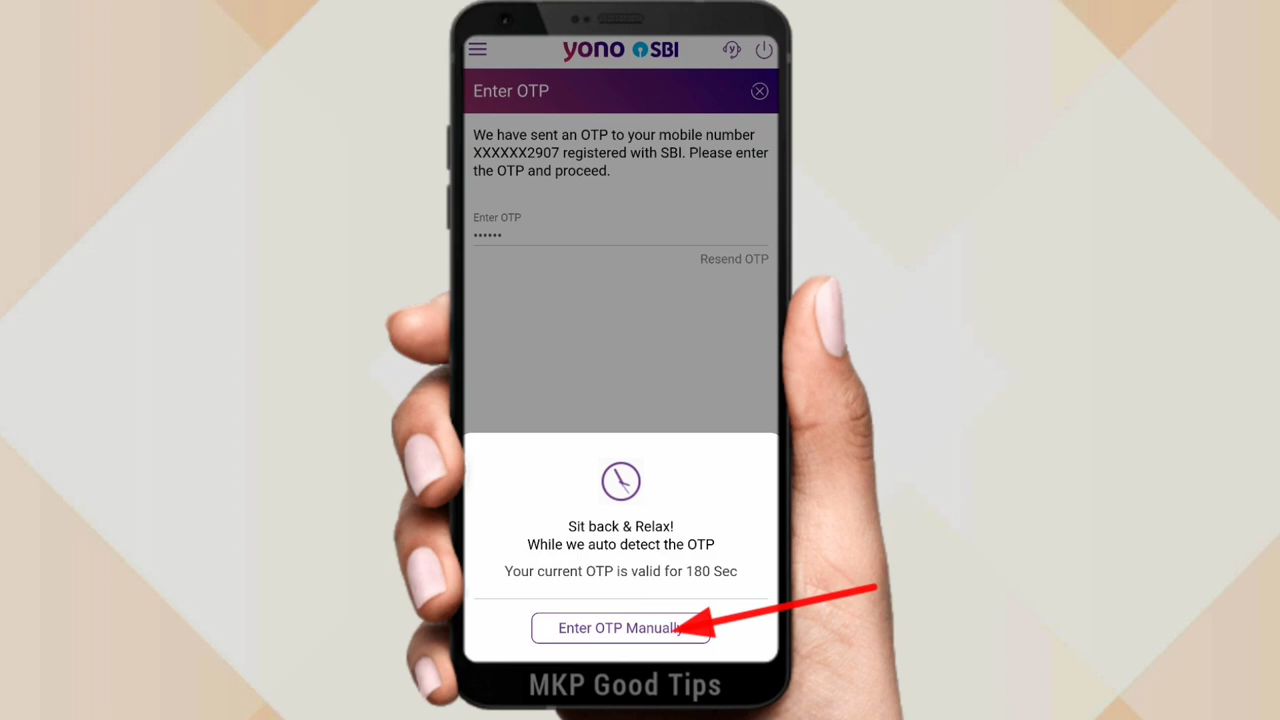 yono SBI
Enter OTP
We have sent an OTP to your mobile number
XXXXXX2907 registered with SBI. Please enter
the OTP and proceed.
Enter OTP
••••••
Resend OTP
Sit back & Relax!
While we auto detect the OTP
Your current OTP is valid for 180 Sec
Enter OTP Manually
MKP Good Tips